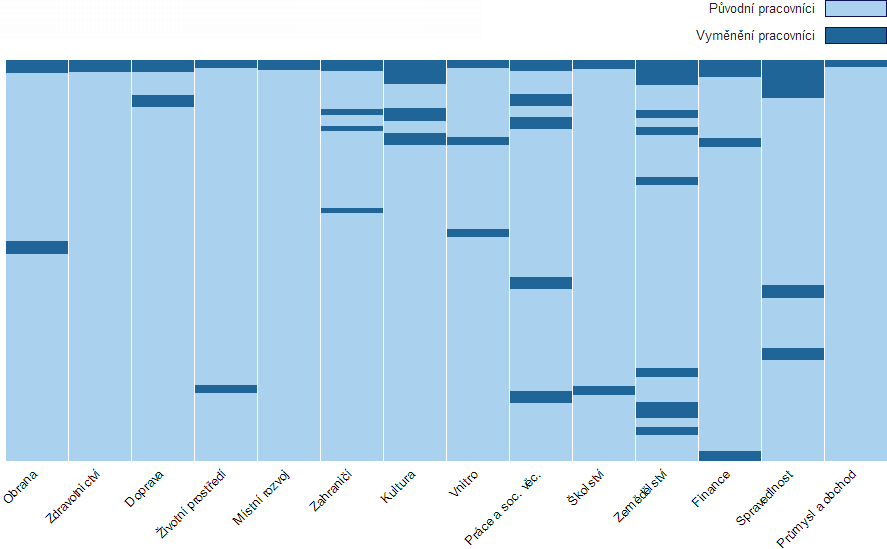 Původní pracovníci
Vyměnění pracovníci
Obrana
Zdravotnictví
Doprava
Životní prostředí
Místní rozvoj
Zahraničí
Kultura
Vnitro
Práce a soc. věc.
Školství
Zemědělství
Finance
Spravedlnost
Průmysl a obchod